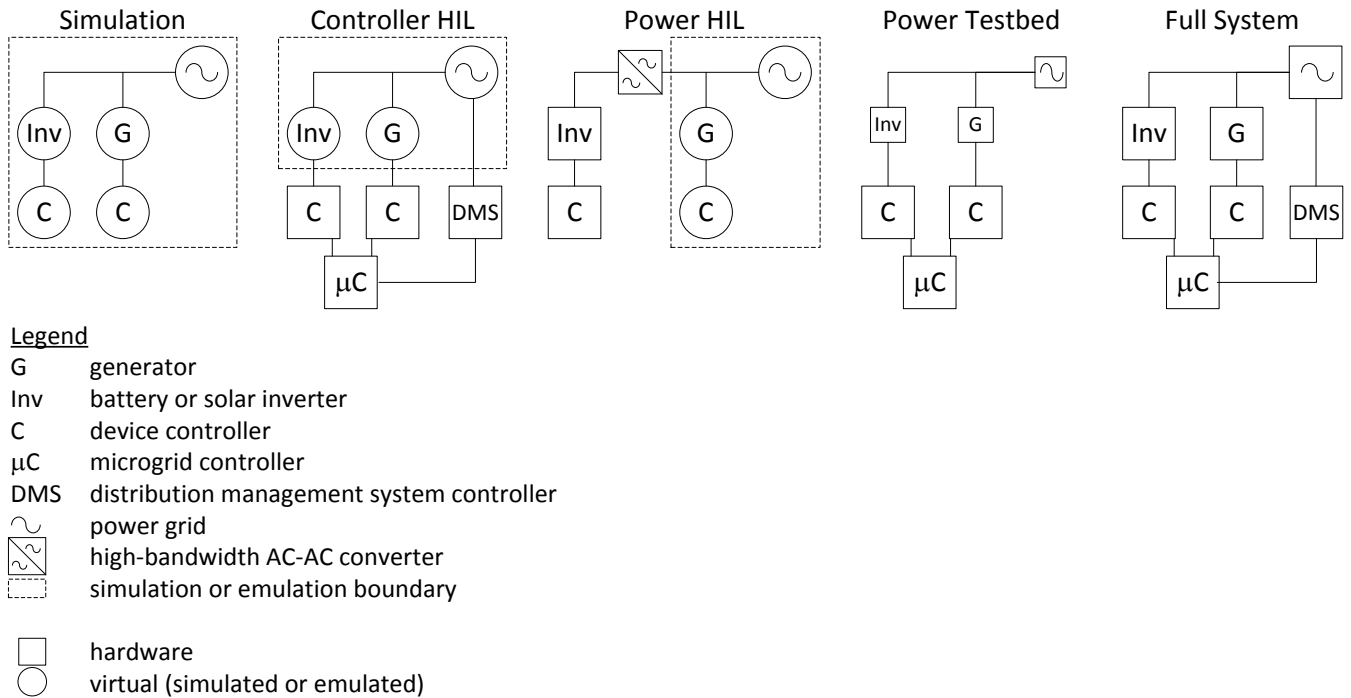 Simulation
Controller HIL
Power HIL
Power Testbed
Full System
Inv G
C C
Inv G
C C DMS
μC
Inv G
C C
Inv G
C C
μC
Inv G
C C DMS
μC
Legend
G generator
Inv battery or solar inverter
C device controller
μC microgrid controller
DMS distribution management system controller
power grid
high-bandwidth AC-AC converter
simulation or emulation boundary
hardware
virtual (simulated or emulated)